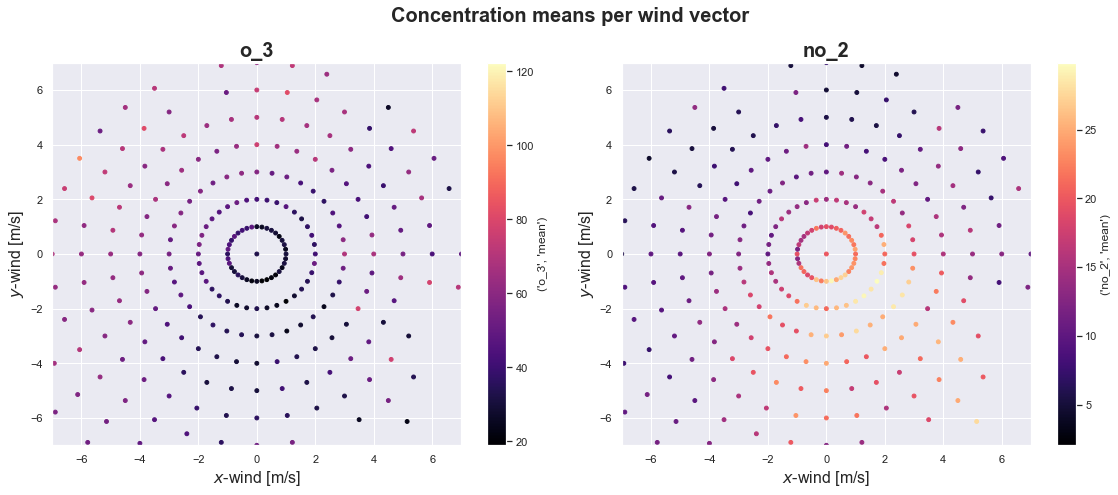 Concentration means per wind vector
o_3
6
4
2
0
−2
−4
−6
y-wind [m/s]
−6 −4 −2 0 2 4 6
x-wind [m/s]
120
100
80
60
40
20
('o_3', 'mean')
no_2
6
4
2
0
−2
−4
−6
y-wind [m/s]
−6 −4 −2 0 2 4 6
x-wind [m/s]
25
20
15
10
5
('no_2', 'mean')